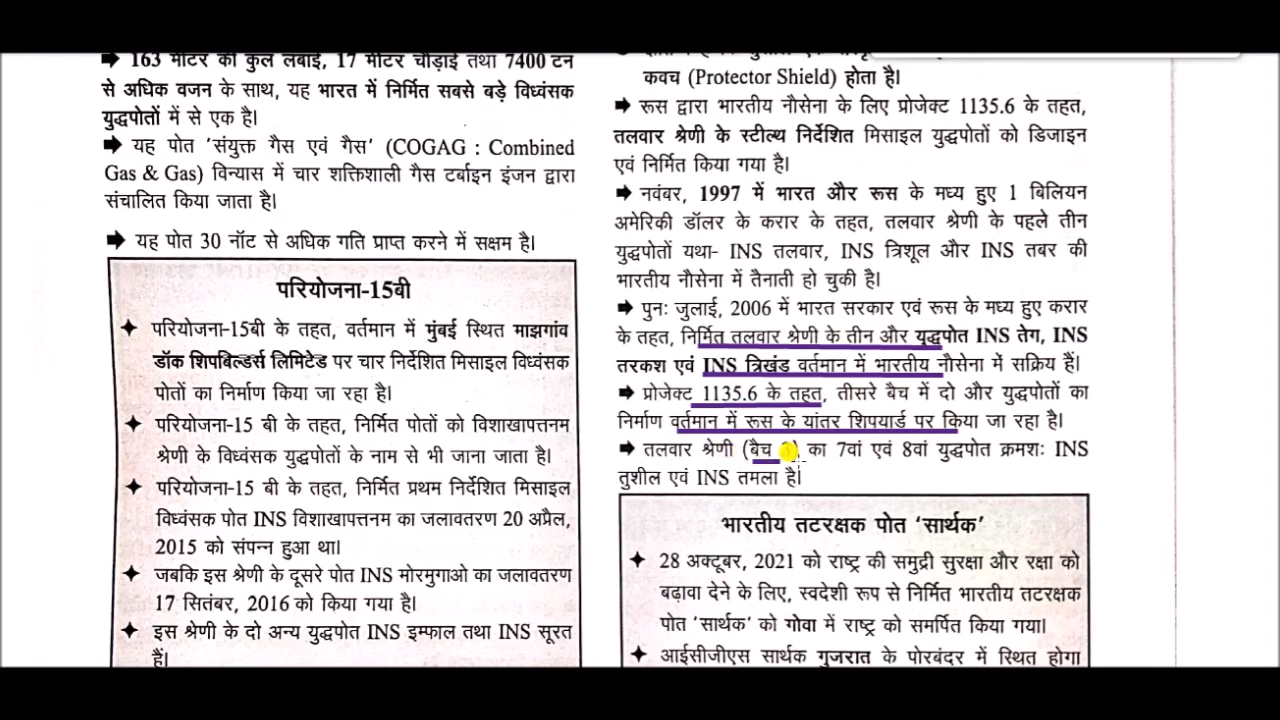 ➡ 163 मीटर की कुल लंबाई, 17 मीटर चौड़ाई तथा 7400 टन
से अधिक वजन के साथ, यह भारत में निर्मित सबसे बड़े विध्वंसक
युद्धपोतों में से एक है।
➡ यह पोत 'संयुक्त गैस एवं गैस' (COGAG : Combined
Gas & Gas) विन्यास में चार शक्तिशाली गैस टर्बाइन इंजन द्वारा
संचालित किया जाता है।
➡ यह पोत 30 नॉट से अधिक गति प्राप्त करने में सक्षम है।
परियोजना-15बी
✦ परियोजना-15बी के तहत, वर्तमान में मुंबई स्थित माझगांव
डॉक शिपबिल्डर्स लिमिटेड पर चार निर्देशित मिसाइल विध्वंसक
पोतों का निर्माण किया जा रहा है।
✦ परियोजना-15 बी के तहत, निर्मित पोतों को विशाखापत्तनम
श्रेणी के विध्वंसक युद्धपोतों के नाम से भी जाना जाता है।
✦ परियोजना-15 बी के तहत, निर्मित प्रथम निर्देशित मिसाइल
विध्वंसक पोत INS विशाखापत्तनम का जलावतरण 20 अप्रैल,
2015 को संपन्न हुआ था।
✦ जबकि इस श्रेणी के दूसरे पोत INS मोरमुगाओ का जलावतरण
17 सितंबर, 2016 को किया गया है।
✦ इस श्रेणी के दो अन्य युद्धपोत INS इम्फाल तथा INS सूरत
हैं।
कवच (Protector Shield) होता है।
➡ रूस द्वारा भारतीय नौसेना के लिए प्रोजेक्ट 1135.6 के तहत,
तलवार श्रेणी के स्टील्थ निर्देशित मिसाइल युद्धपोतों को डिजाइन
एवं निर्मित किया गया है।
➡ नवंबर, 1997 में भारत और रूस के मध्य हुए 1 बिलियन
अमेरिकी डॉलर के करार के तहत, तलवार श्रेणी के पहले तीन
युद्धपोतों यथा- INS तलवार, INS त्रिशूल और INS तबर की
भारतीय नौसेना में तैनाती हो चुकी है।
➡ पुनः जुलाई, 2006 में भारत सरकार एवं रूस के मध्य हुए करार
के तहत, निर्मित तलवार श्रेणी के तीन और युद्धपोत INS तेग, INS
तरकश एवं INS त्रिखंड वर्तमान में भारतीय नौसेना में सक्रिय हैं।
➡ प्रोजेक्ट 1135.6 के तहत, तीसरे बैच में दो और युद्धपोतों का
निर्माण वर्तमान में रूस के यांतर शिपयार्ड पर किया जा रहा है।
➡ तलवार श्रेणी (बैच ) का 7वां एवं 8वां युद्धपोत क्रमशः INS
तुशील एवं INS तमला है।
भारतीय तटरक्षक पोत 'सार्थक'
✦ 28 अक्टूबर, 2021 को राष्ट्र की समुद्री सुरक्षा और रक्षा को
बढ़ावा देने के लिए, स्वदेशी रूप से निर्मित भारतीय तटरक्षक
पोत 'सार्थक' को गोवा में राष्ट्र को समर्पित किया गया।
✦ आईसीजीएस सार्थक गुजरात के पोरबंदर में स्थित होगा